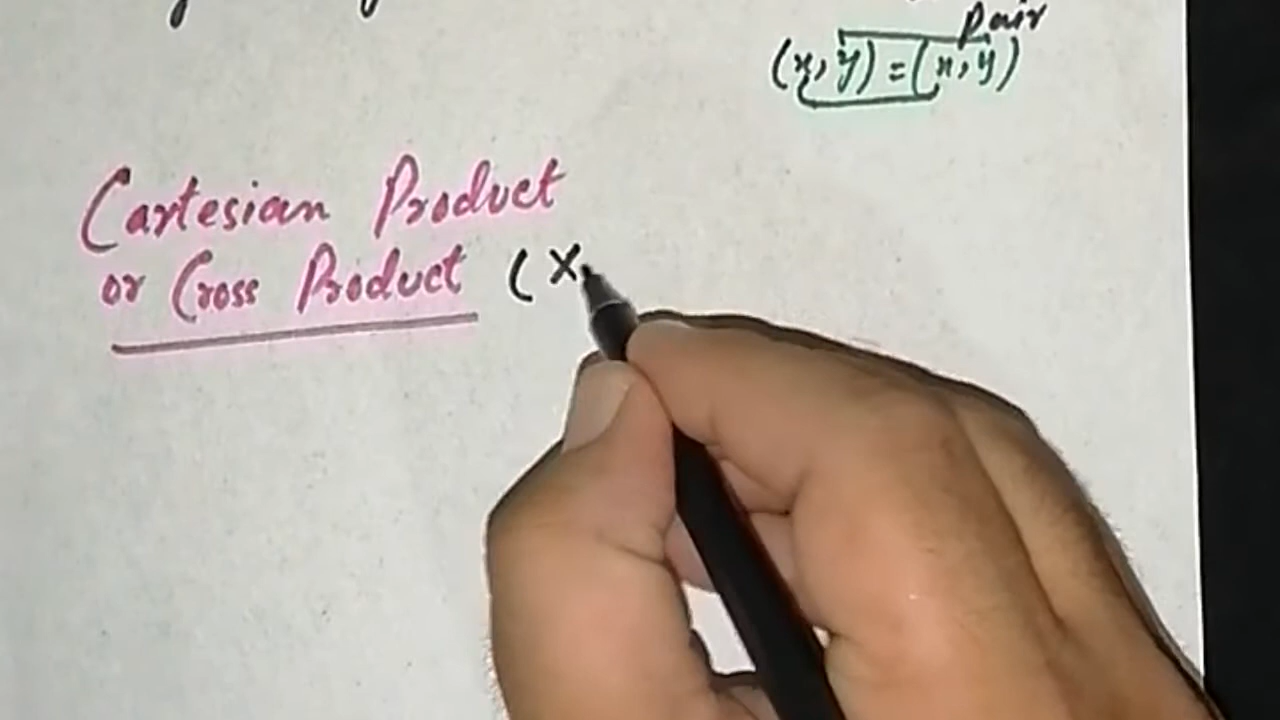 Pair
(x, y) = (x, y)
Cartesian Product
or Cross Product (X